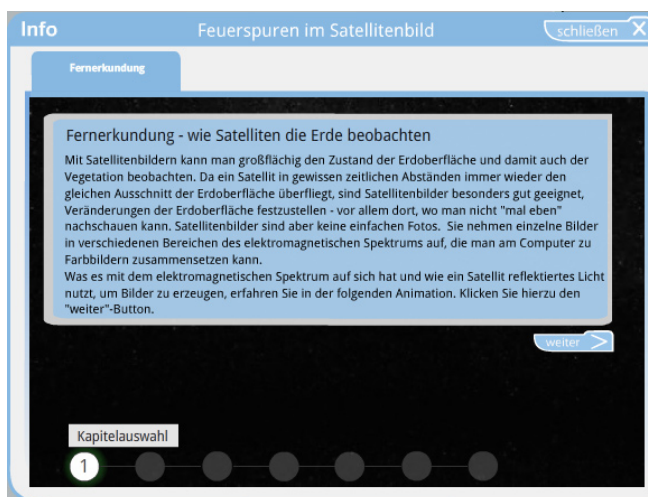 Info
Feuerspuren im Satellitenbild
schließen X
Fernerkundung
Fernerkundung - wie Satelliten die Erde beobachten
Mit Satellitenbildern kann man großflächig den Zustand der Erdoberfläche und damit auch der
Vegetation beobachten. Da ein Satellit in gewissen zeitlichen Abständen immer wieder den
gleichen Ausschnitt der Erdoberfläche überfliegt, sind Satellitenbilder besonders gut geeignet,
Veränderungen der Erdoberfläche festzustellen - vor allem dort, wo man nicht "mal eben"
nachschauen kann. Satellitenbilder sind aber keine einfachen Fotos. Sie nehmen einzelne Bilder
in verschiedenen Bereichen des elektromagnetischen Spektrums auf, die man am Computer zu
Farbbildern zusammensetzen kann.
Was es mit dem elektromagnetischen Spektrum auf sich hat und wie ein Satellit reflektiertes Licht
nutzt, um Bilder zu erzeugen, erfahren Sie in der folgenden Animation. Klicken Sie hierzu den
"weiter"-Button.
weiter >
Kapitelauswahl
1